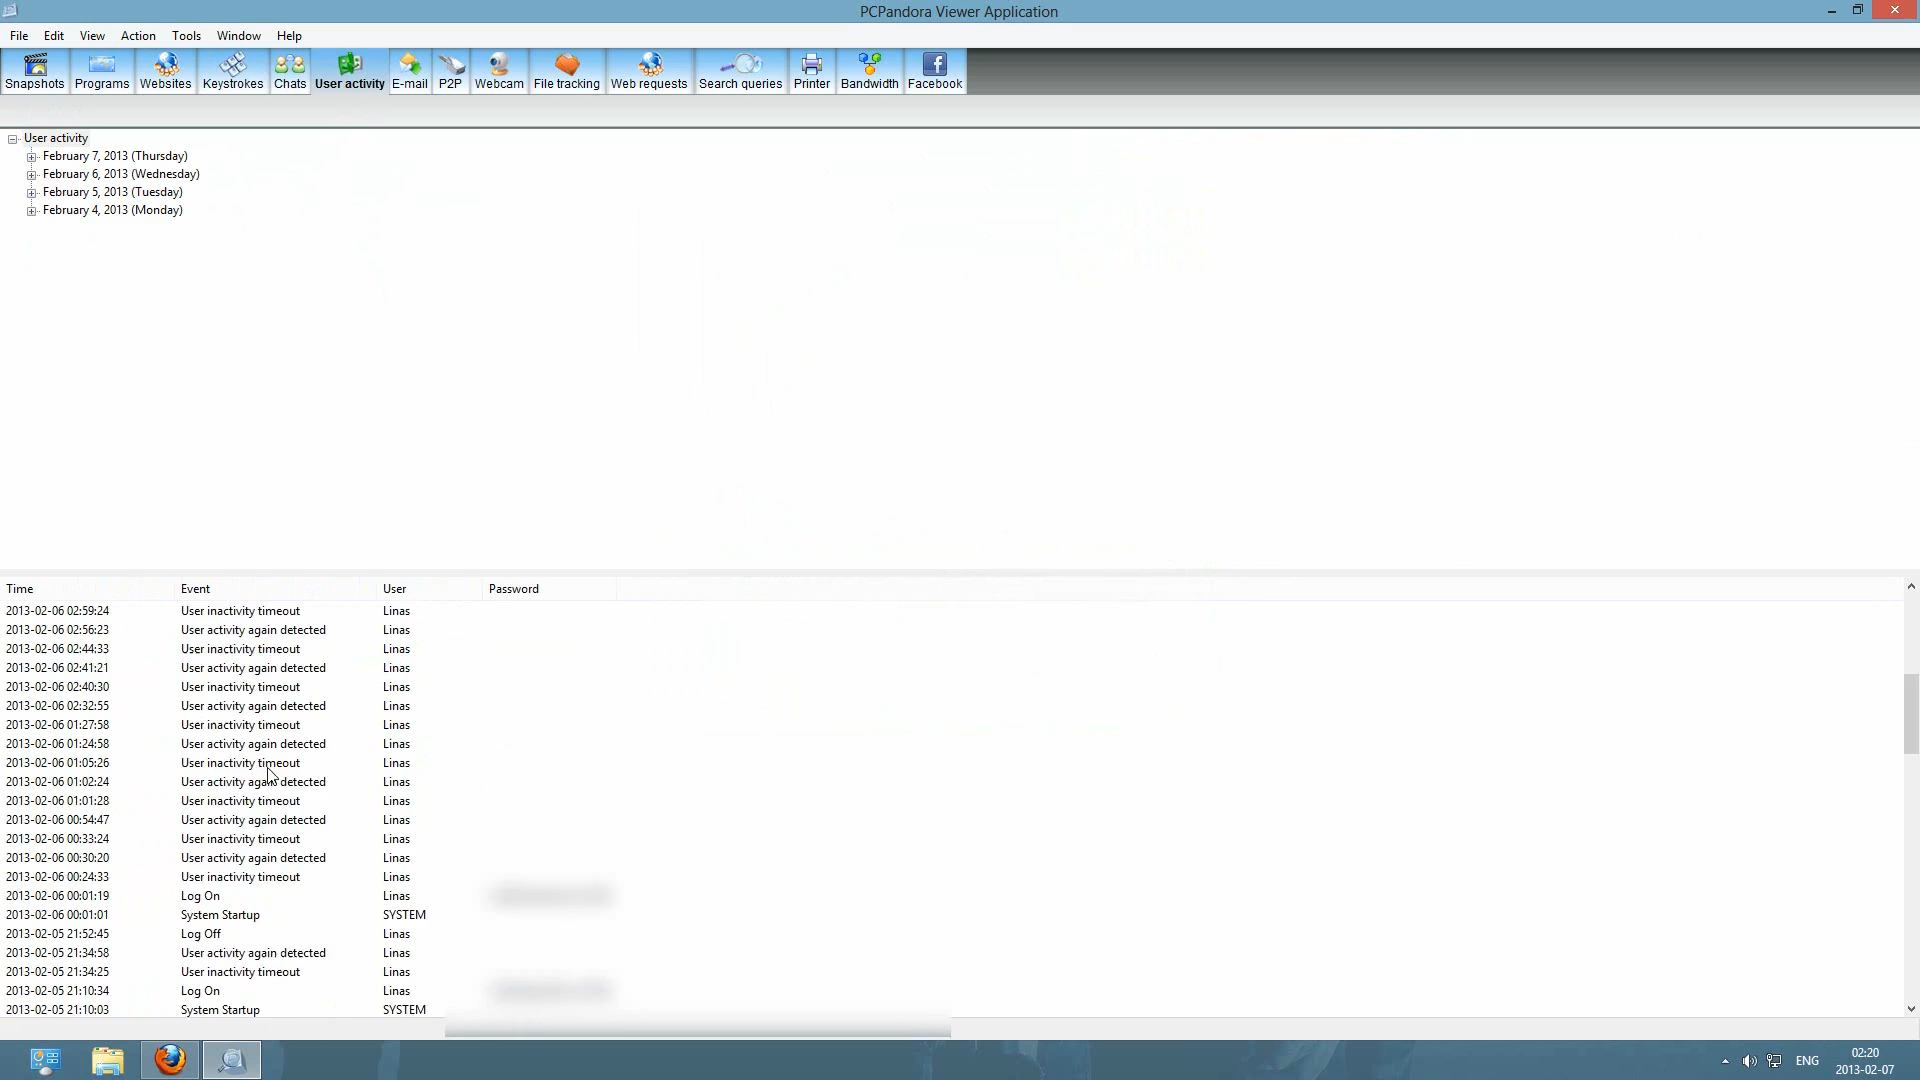 PCPandora Viewer Application
File Edit View Action Tools Window Help
Snapshots Programs Websites Keystrokes Chats User activity E-mail P2P Webcam File tracking Web requests Search queries Printer Bandwidth Facebook
User activity
February 7, 2013 (Thursday)
February 6, 2013 (Wednesday)
February 5, 2013 (Tuesday)
February 4, 2013 (Monday)
Time Event User Password
2013-02-06 02:59:24 User inactivity timeout Linas
2013-02-06 02:56:23 User activity again detected Linas
2013-02-06 02:44:33 User inactivity timeout Linas
2013-02-06 02:41:21 User activity again detected Linas
2013-02-06 02:40:30 User inactivity timeout Linas
2013-02-06 02:32:55 User activity again detected Linas
2013-02-06 01:27:58 User inactivity timeout Linas
2013-02-06 01:24:58 User activity again detected Linas
2013-02-06 01:05:26 User inactivity timeout Linas
2013-02-06 01:02:24 User activity again detected Linas
2013-02-06 01:01:28 User inactivity timeout Linas
2013-02-06 00:54:47 User activity again detected Linas
2013-02-06 00:33:24 User inactivity timeout Linas
2013-02-06 00:30:20 User activity again detected Linas
2013-02-06 00:24:33 User inactivity timeout Linas
2013-02-06 00:01:19 Log On Linas
2013-02-06 00:01:01 System Startup SYSTEM
2013-02-05 21:52:45 Log Off Linas
2013-02-05 21:34:58 User activity again detected Linas
2013-02-05 21:34:25 User inactivity timeout Linas
2013-02-05 21:10:34 Log On Linas
2013-02-05 21:10:03 System Startup SYSTEM
ENG
02:20
2013-02-07